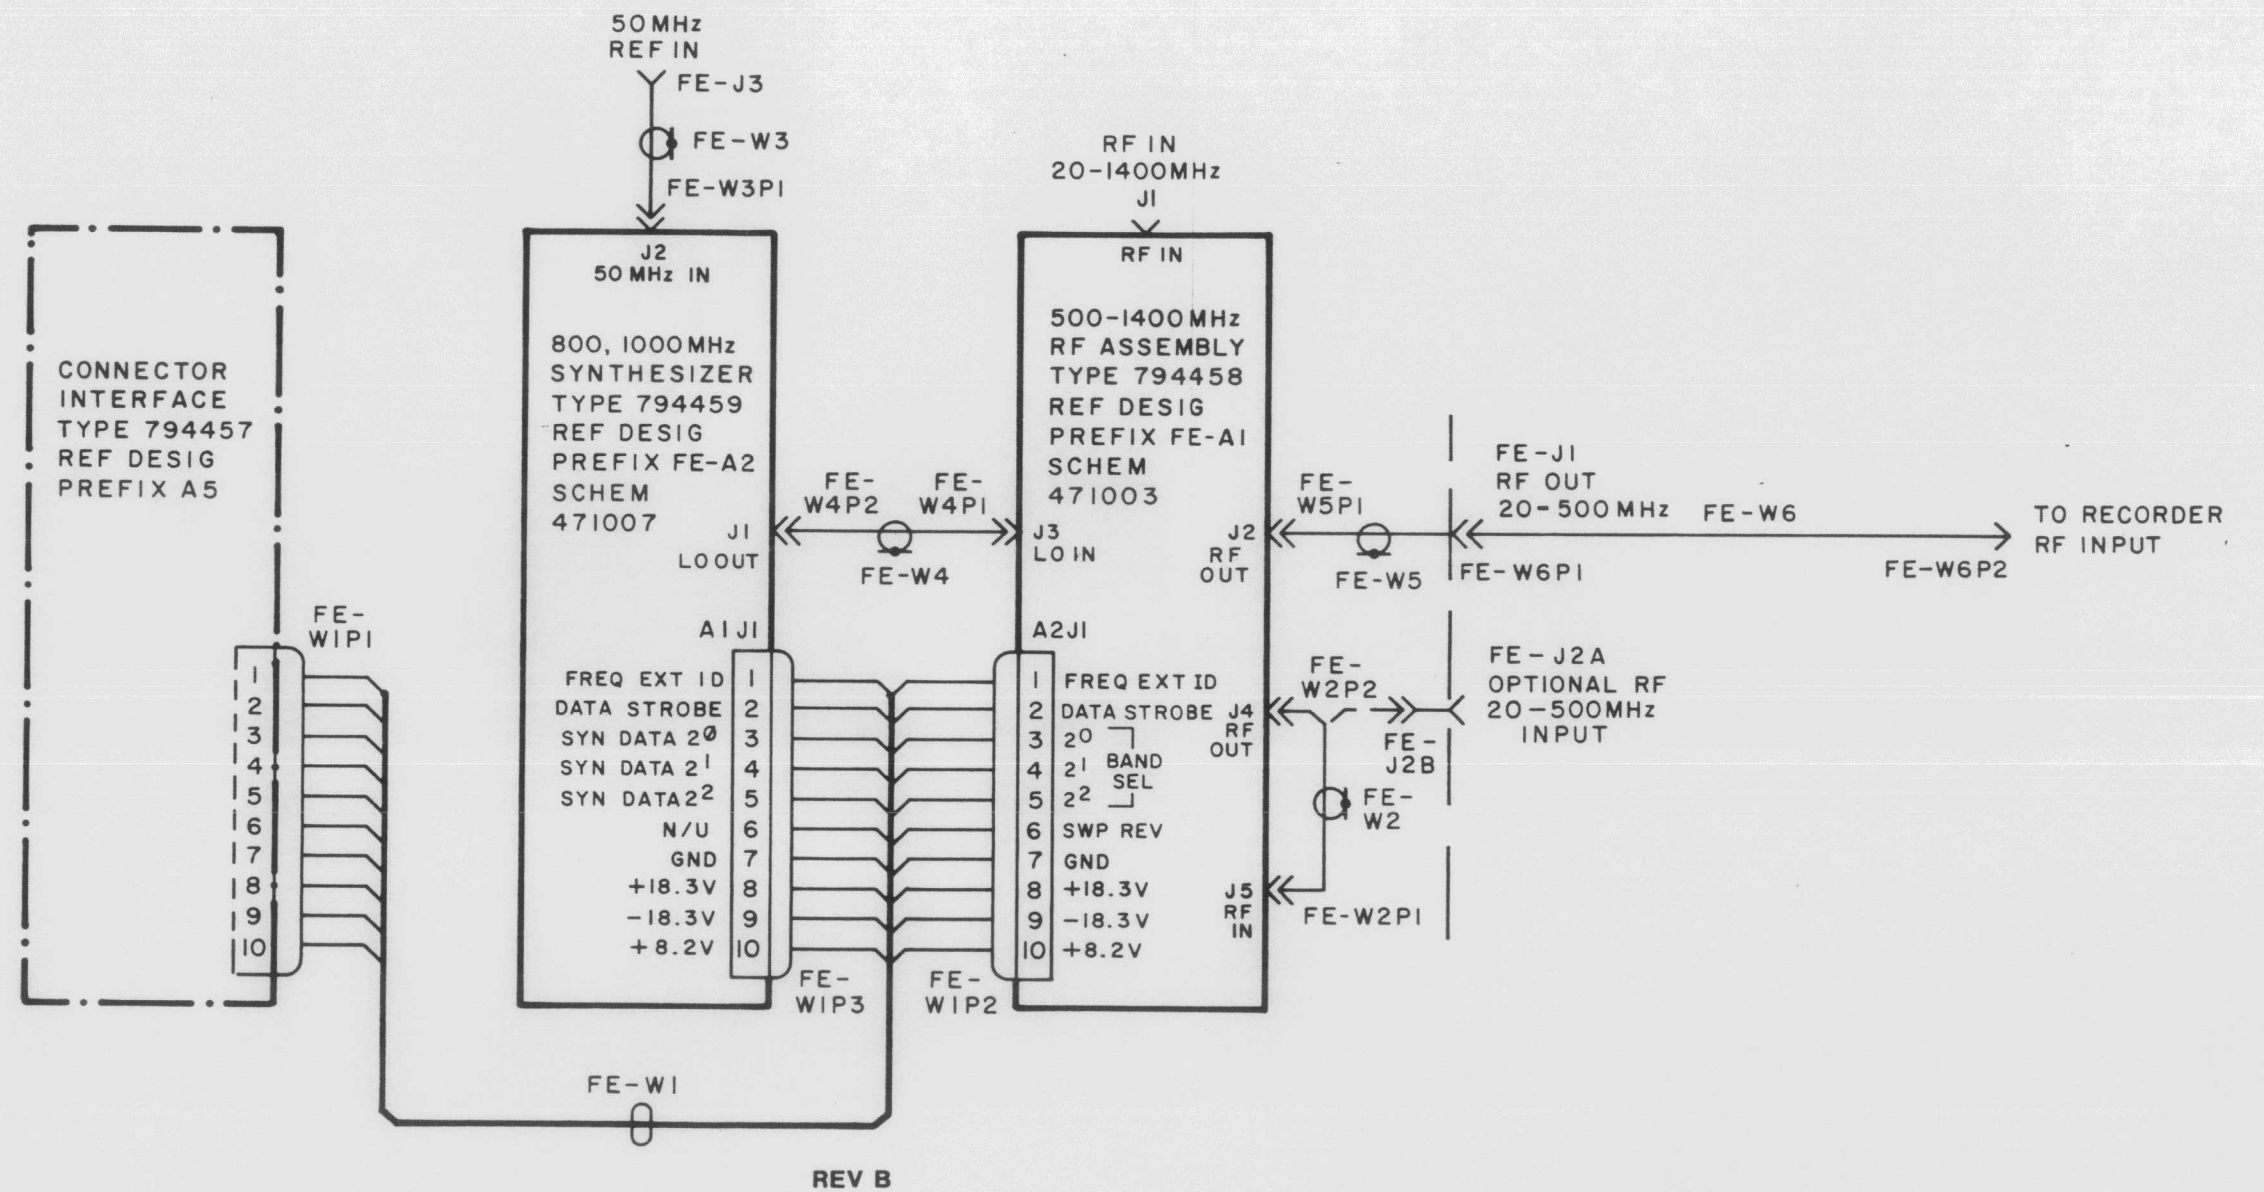 50 MHz
REF IN
FE-J3
FE-W3
FE-W3P1
RF IN
20-1400MHz
J1
J2
50 MHz IN
RF IN
CONNECTOR
INTERFACE
TYPE 794457
REF DESIG
PREFIX A5
800, 1000MHz
SYNTHESIZER
TYPE 794459
REF DESIG
PREFIX FE-A2
SCHEM
471007
J1
LO OUT
500-1400MHz
RF ASSEMBLY
TYPE 794458
REF DESIG
PREFIX FE-A1
SCHEM
471003
FE-
W4P2
FE-
W4P1
FE-W4
J3
LO IN
J2
RF
OUT
FE-
W5P1
FE-W5
FE-J1
RF OUT
20-500 MHz
FE-W6
FE-W6P1
FE-W6P2
TO RECORDER
RF INPUT
FE-
W1P1
1
2
3
4
5
6
7
8
9
10
A1J1
FREQ EXT ID 1
DATA STROBE 2
SYN DATA 2⁰ 3
SYN DATA 2¹ 4
SYN DATA 2² 5
N/U 6
GND 7
+18.3V 8
-18.3V 9
+8.2V 10
FE-
W1P3
A2J1
1 FREQ EXT ID
2 DATA STROBE
3 2⁰
4 2¹
5 2²
BAND
SEL
6 SWP REV
7 GND
8 +18.3V
9 -18.3V
10 +8.2V
FE-
W1P2
J4
RF
OUT
FE-
W2P2
FE-
J2B
FE-J2A
OPTIONAL RF
20-500MHz
INPUT
FE-
W2
J5
RF
IN
FE-W2P1
FE-W1
REV B